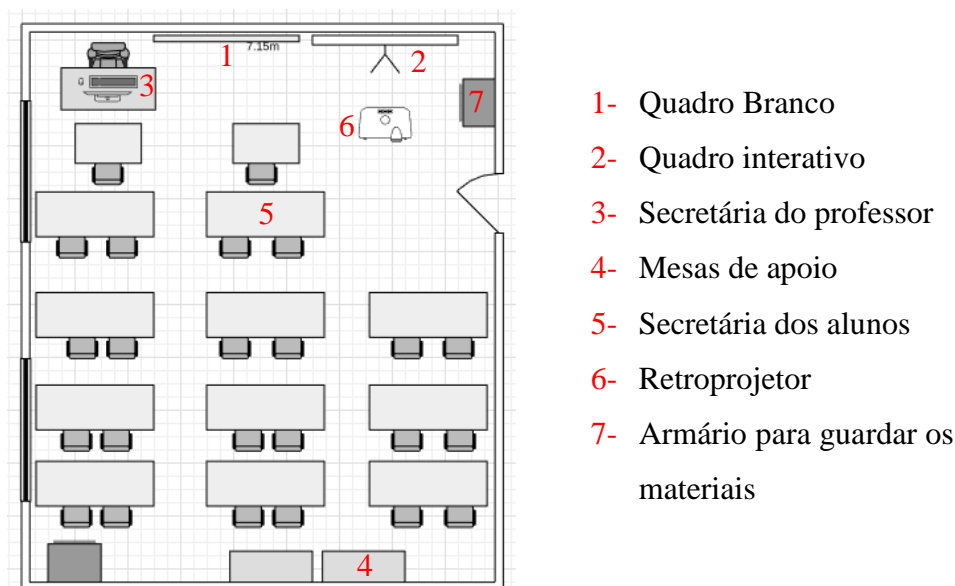 7.15m
1
2
3
7
6
5
4
1- Quadro Branco
2- Quadro interativo
3- Secretária do professor
4- Mesas de apoio
5- Secretária dos alunos
6- Retroprojetor
7- Armário para guardar os
materiais